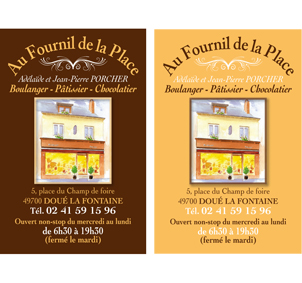 Au Fournil de la Place
Adélaïde et Jean-Pierre PORCHER
Boulanger - Pâtissier - Chocolatier
5, place du Champ de foire
49700 DOUÉ LA FONTAINE
Tél. 02 41 59 15 96
Ouvert non-stop du mercredi au lundi
de 6h30 à 19h30
(fermé le mardi)
Au Fournil de la Place
Adélaïde et Jean-Pierre PORCHER
Boulanger - Pâtissier - Chocolatier
5, place du Champ de foire
49700 DOUÉ LA FONTAINE
Tél. 02 41 59 15 96
Ouvert non-stop du mercredi au lundi
de 6h30 à 19h30
(fermé le mardi)